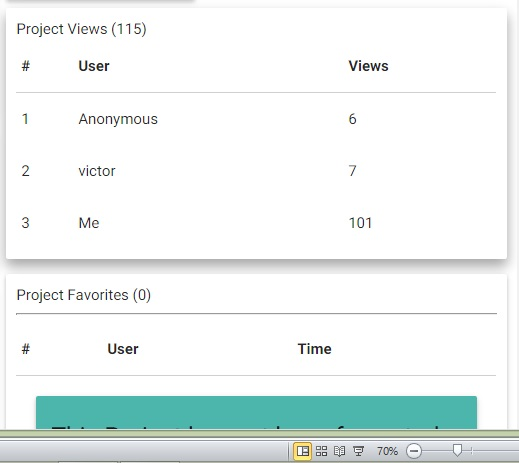 Project Views (115)
# User Views
1 Anonymous 6
2 victor 7
3 Me 101
Project Favorites (0)
# User Time
70%